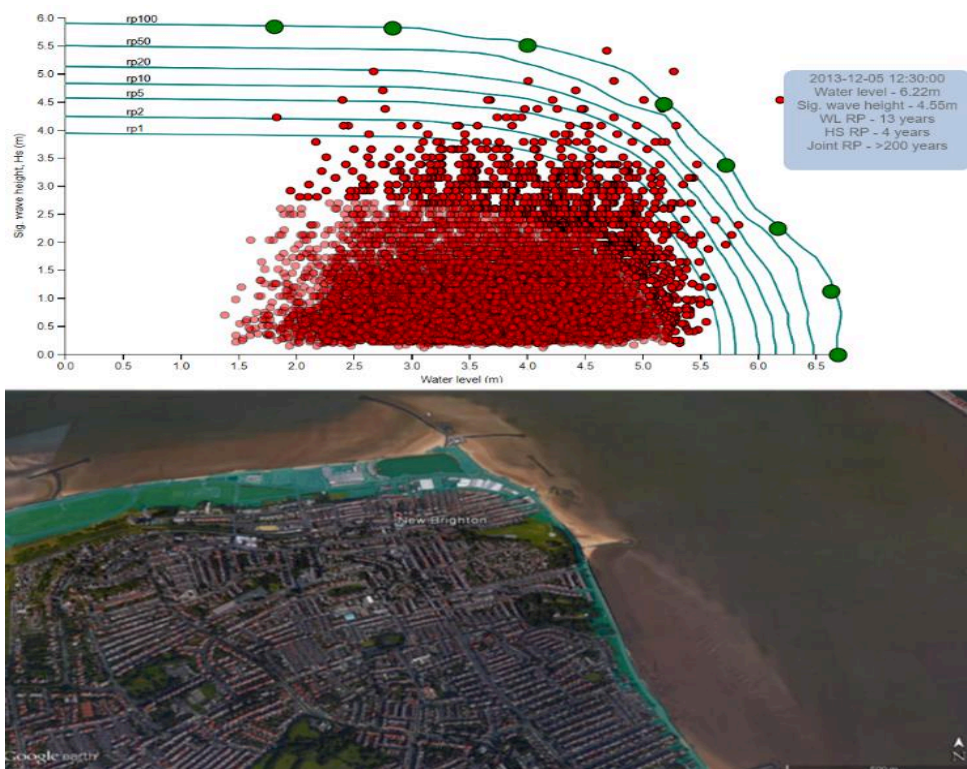 6.0
rp100
5.5
rp50
5.0
rp20
4.5
rp10
rp5
4.0
rp2
rp1
3.5
3.0
2.5
2.0
1.5
1.0
0.5
0.0
Sig. wave height, Hs (m)
2013-12-05 12:30:00
Water level - 6.22m
Sig. wave height - 4.55m
WL RP - 13 years
HS RP - 4 years
Joint RP - >200 years
0.0 0.5 1.0 1.5 2.0 2.5 3.0 3.5 4.0 4.5 5.0 5.5 6.0 6.5
Water level (m)
New Brighton
Google earth
N